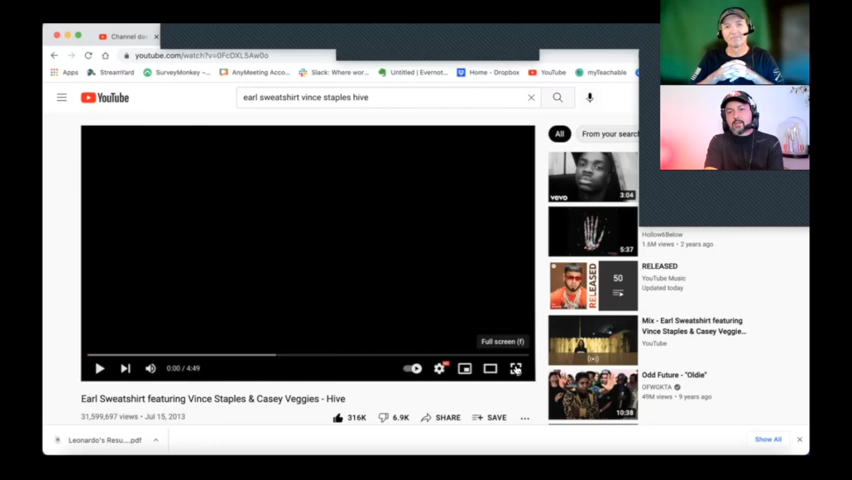 Channel da
youtube.com/watch?v=0FcDXL5Aw0o
Apps StreamYard SurveyMonkey – ... AnyMeeting Acco... Slack: Where wor... Untitled | Evernot... Home - Dropbox YouTube myTeachable
YouTube
earl sweatshirt vince staples hive
All From your search
vevo 3:04
5:37
Hollow6Below
1.6M views • 2 years ago
RELEASED
50
RELEASED
YouTube Music
Updated today
Mix - Earl Sweatshirt featuring
Vince Staples & Casey Veggies...
YouTube
Odd Future - "Oldie"
OFWGKTA
49M views • 9 years ago
10:38
Full screen (f)
0:00 / 4:49
Earl Sweatshirt featuring Vince Staples & Casey Veggies - Hive
31,599,697 views • Jul 15, 2013
316K 6.9K SHARE SAVE ...
Leonardo's Resu....pdf
Show All